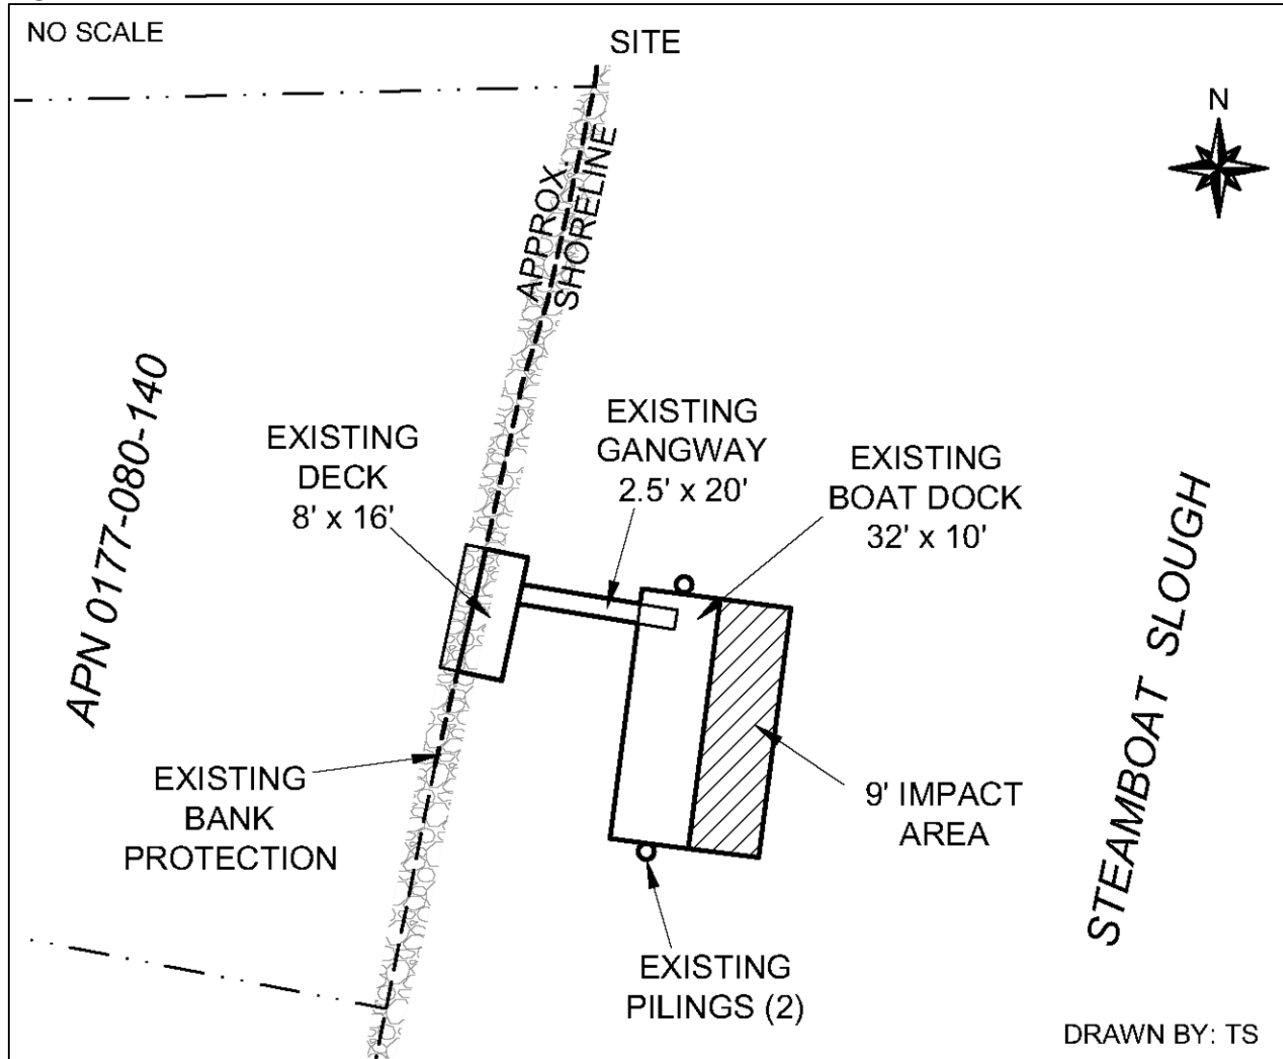 NO SCALE
SITE
N
APPROX.
SHORELINE
APN 0177-080-140
EXISTING
DECK
8' x 16'
EXISTING
GANGWAY
2.5' x 20'
EXISTING
BOAT DOCK
32' x 10'
STEAMBOAT SLOUGH
EXISTING
BANK
PROTECTION
9' IMPACT
AREA
EXISTING
PILINGS (2)
DRAWN BY: TS